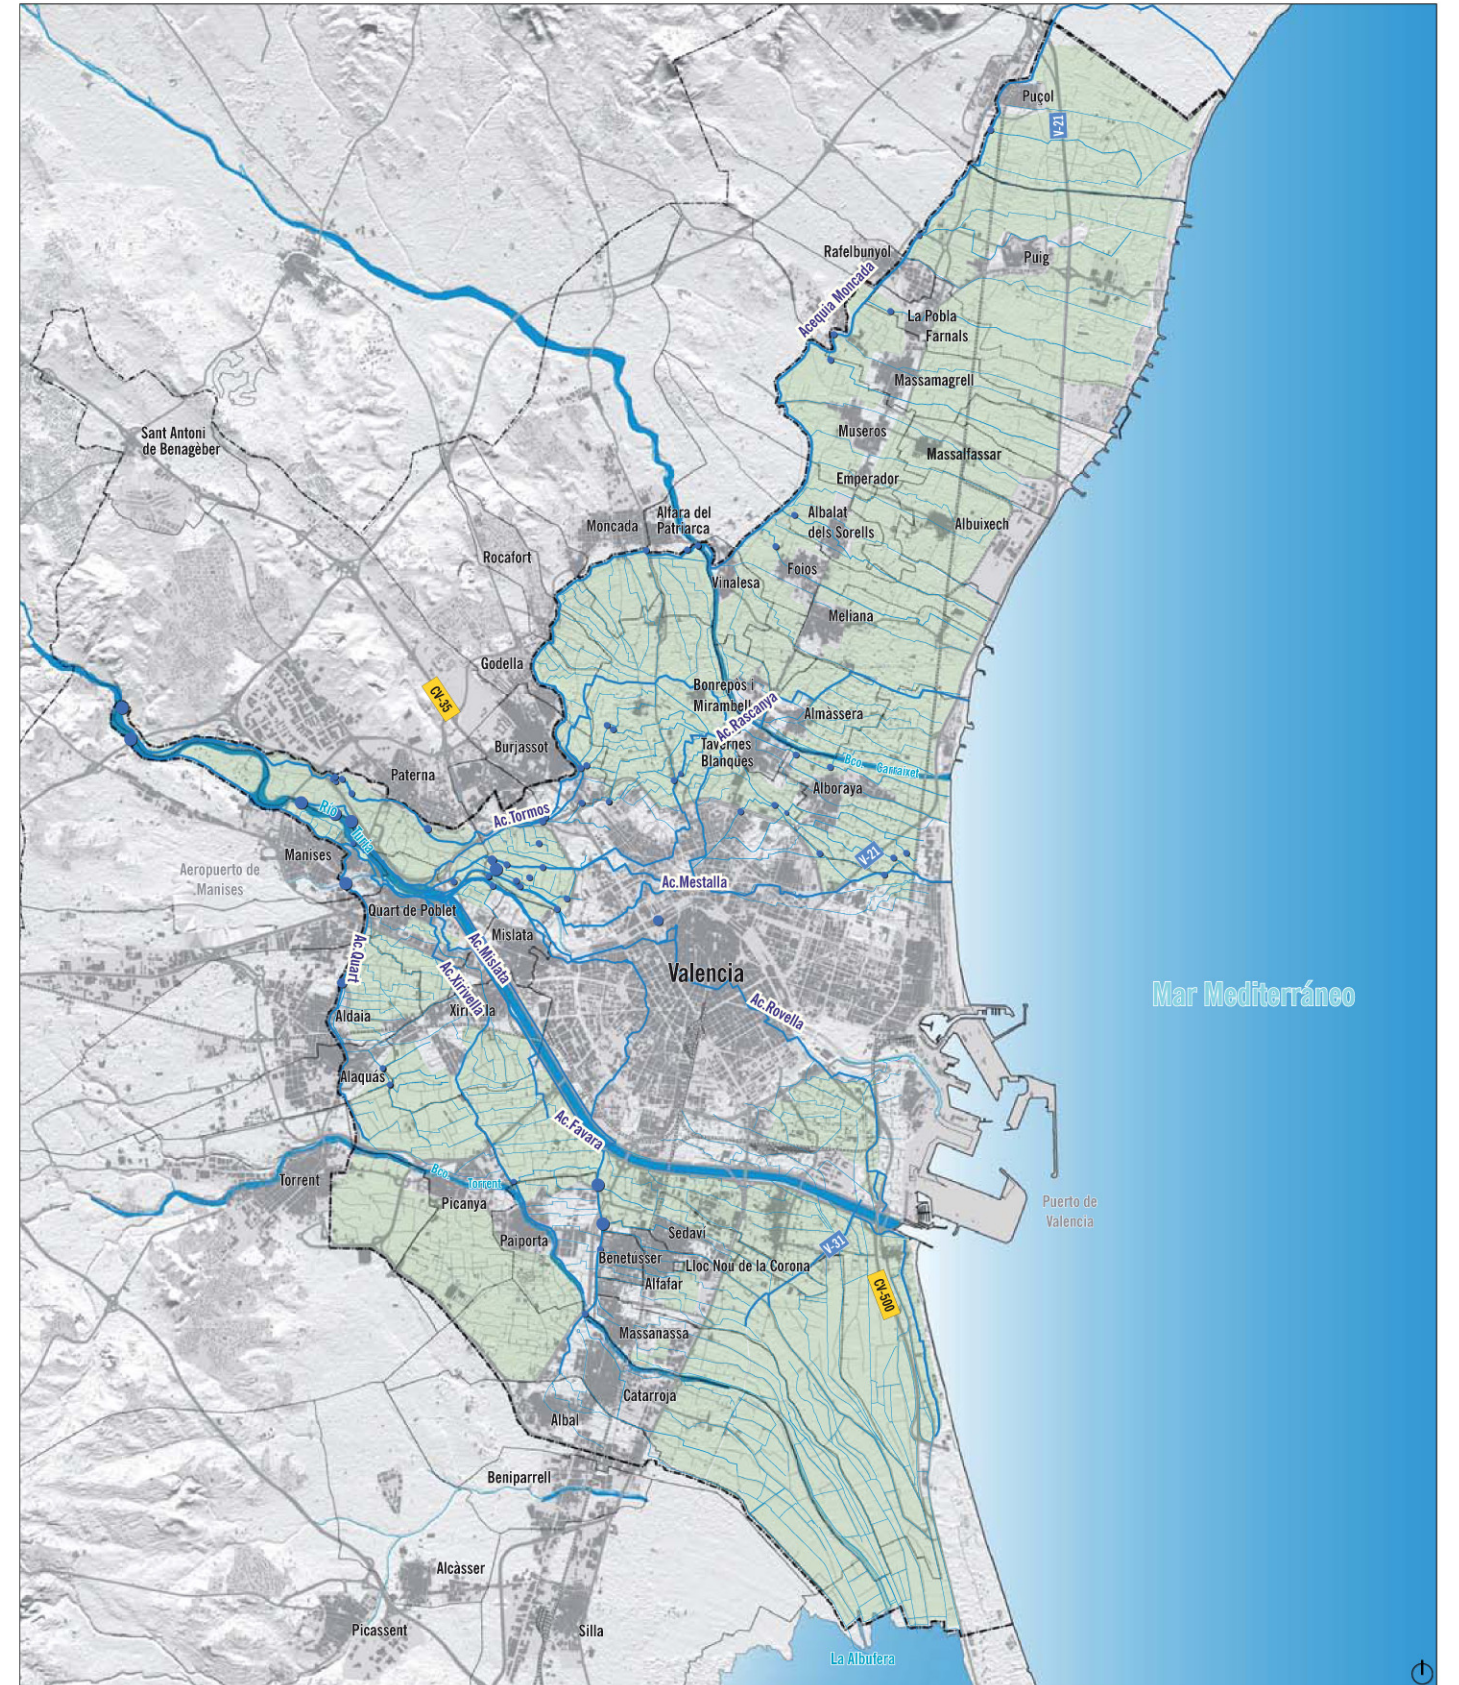 Puçol
V-21
Rafelbunyol
Puig
Acequia Moncada
La Pobla
Farnals
Massamagrell
Sant Antoni
de Benagèber
Museros
Massalfassar
Emperador
Alfara del
Patriarca
Albalat
dels Sorells
Moncada
Albuixech
Rocafort
Foios
Vinalesa
Meliana
Godella
CV-35
Bonrepòs i
Mirambell
Ac.Rascanya
Almàssera
Burjassot
Tavernes
Blanques
Bco. Carraixet
Paterna
Alboraya
Río Turia
Ac.Tormos
Manises
V-21
Aeropuerto de
Manises
Ac.Mestalla
Quart de Poblet
Mislata
Ac.Quart
Ac.Mislata
Valencia
Ac.Xirivella
Mar Mediterráneo
Ac.Rovella
Aldaia
Alaquás
Ac.Favara
Bco. Torrent
Torrent
Picanya
Puerto de
Valencia
Paiporta
Sedaví
V-31
Benetússer
Lloc Nou de la Corona
Alfafar
CV-500
Massanassa
Catarroja
Albal
Beniparrell
Alcàsser
Picassent
Silla
La Albufera